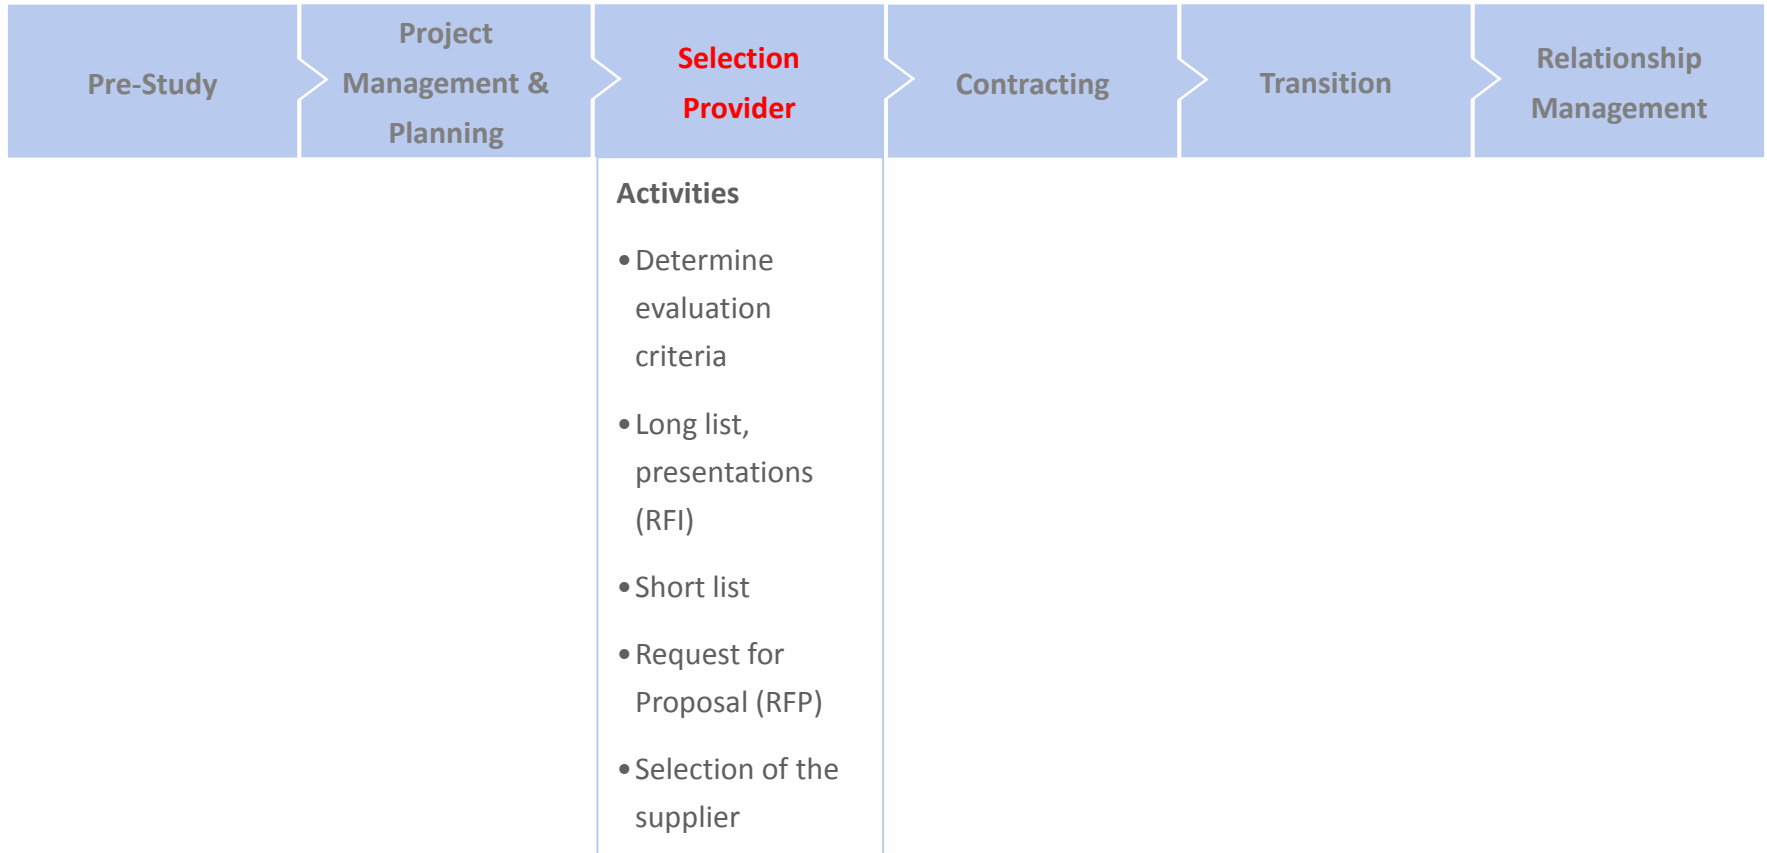 Pre-Study
Project
Management &
Planning
Selection
Provider
Contracting
Transition
Relationship
Management
Activities
•Determine
evaluation
criteria
•Long list,
presentations
(RFI)
•Short list
•Request for
Proposal (RFP)
•Selection of the
supplier